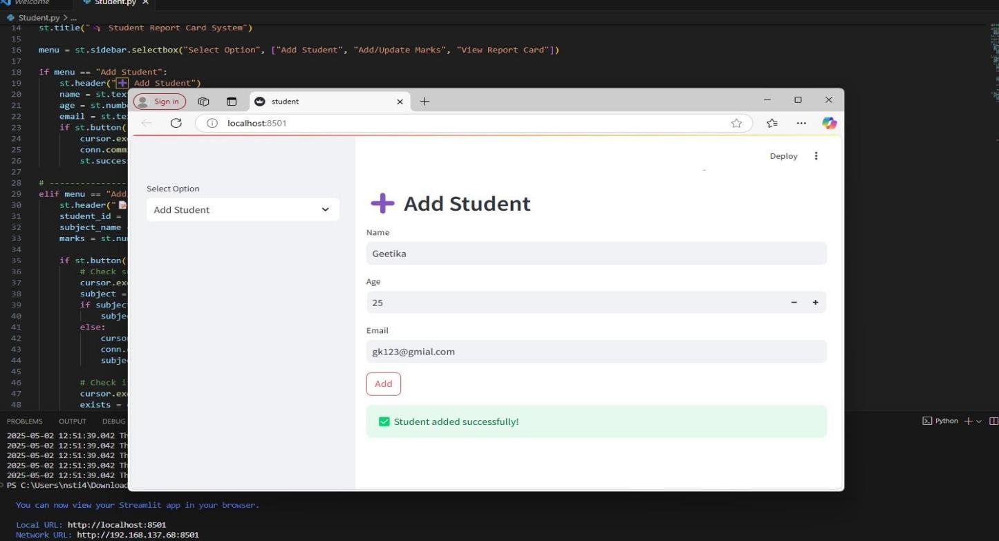 Welcome
Student.py
Student.py > ...
14 st.title("🎓 Student Report Card System")
15
16 menu = st.sidebar.selectbox("Select Option", ["Add Student", "Add/Update Marks", "View Report Card"])
17
18 if menu == "Add Student":
19 st.header("➕ Add Student")
20 name = st.tex
21 age = st.numb
22 email = st.te
23 if st.button(
24 cursor.exe
25 conn.comm
26 st.succes
27
28 # ---------------
29 elif menu == "Add
30 st.header("📝
31 student_id =
32 subject_name
33 marks = st.nu
34
35 if st.button(
36 # Check s
37 cursor.ex
38 subject =
39 if subjec
40 subje
41 else:
42 curso
43 conn.
44 subje
45
46 # Check i
47 cursor.ex
48 exists =
Sign in
student
localhost:8501
Deploy
Select Option
Add Student
➕ Add Student
Name
Geetika
Age
25
Email
gk123@gmial.com
Add
✅ Student added successfully!
PROBLEMS OUTPUT DEBUG
Python
2025-05-02 12:51:39.042 Th
2025-05-02 12:51:39.042 Th
2025-05-02 12:51:39.042 Th
2025-05-02 12:51:39.042 Th
2025-05-02 12:51:39.042 Th
PS C:\Users\nsti4\Download
You can now view your Streamlit app in your browser.
Local URL: http://localhost:8501
Network URL: http://192.168.137.68:8501